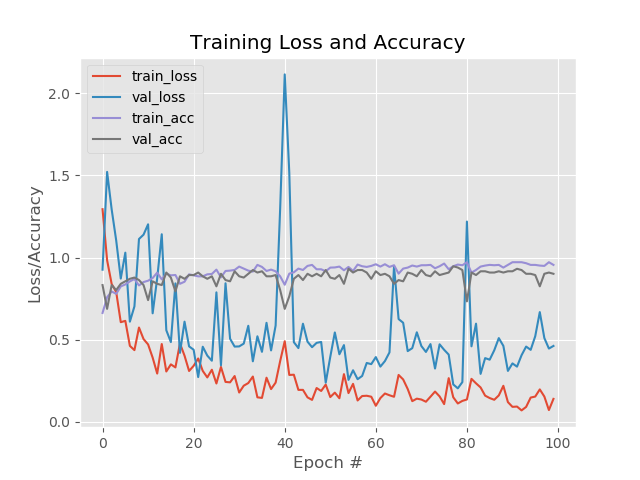 Training Loss and Accuracy
train_loss
val_loss
train_acc
val_acc
2.0
1.5
1.0
0.5
0.0
Loss/Accuracy
0 20 40 60 80 100
Epoch #